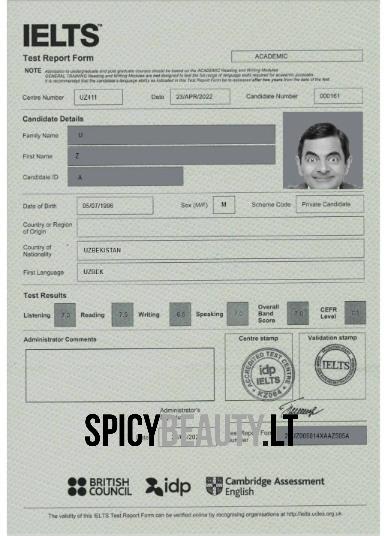 IELTS™
Test Report Form
ACADEMIC
NOTE Admission to undergraduate and post graduate courses should be based on the ACADEMIC Reading and Writing Modules.
GENERAL TRAINING Reading and Writing Modules are not designed to test the full range of language skills required for academic purposes.
It is recommended that the candidate's language ability as indicated in this Test Report Form be re-assessed after two years from the date of the test.
Centre Number UZ411 Date 23/APR/2022 Candidate Number 000161
Candidate Details
Family Name U
First Name Z
Candidate ID A
Date of Birth 05/07/1996 Sex (M/F) M Scheme Code Private Candidate
Country or Region
of Origin
Country of
Nationality UZBEKISTAN
First Language UZBEK
Test Results
Listening 7.0 Reading 7.5 Writing 6.5 Speaking 7.0 Overall Band Score 7.0 CEFR Level C1
Administrator Comments
Centre stamp
Validation stamp
ACCREDITED TEST CENTRE
idp
IELTS
KZ066
IELTS
Administrator's
SPICYBEAUTY.LT
BRITISH COUNCIL
idp
Cambridge Assessment
English
The validity of this IELTS Test Report Form can be verified online by recognising organisations at http://ielts.ucles.org.uk